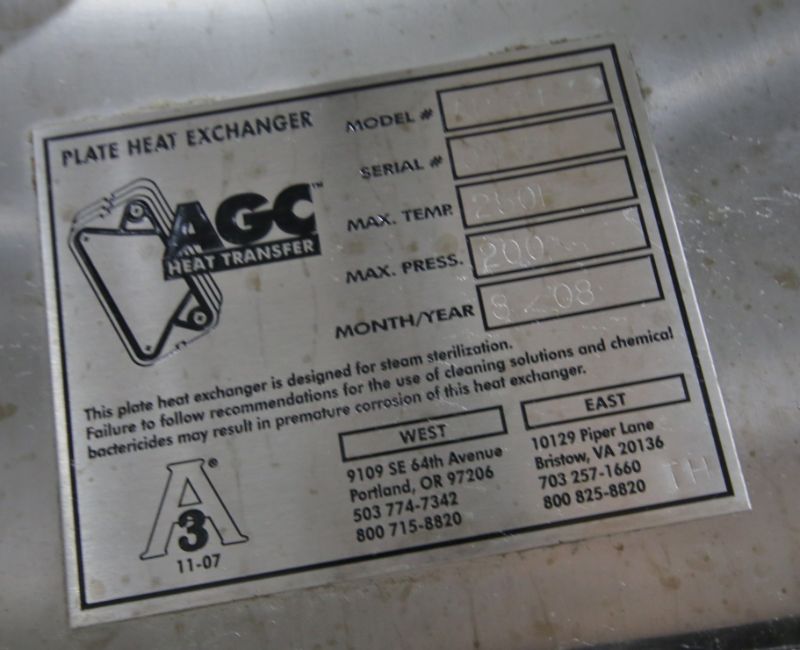 PLATE HEAT EXCHANGER
MODEL #
SERIAL #
AGC™
HEAT TRANSFER
MAX. TEMP.
MAX. PRESS. 200
MONTH/YEAR 8 08
This plate heat exchanger is designed for steam sterilization.
Failure to follow recommendations for the use of cleaning solutions and chemical
bactericides may result in premature corrosion of this heat exchanger.
A®
3
11-07
WEST
9109 SE 64th Avenue
Portland, OR 97206
503 774-7342
800 715-8820
EAST
10129 Piper Lane
Bristow, VA 20136
703 257-1660
800 825-8820
TH